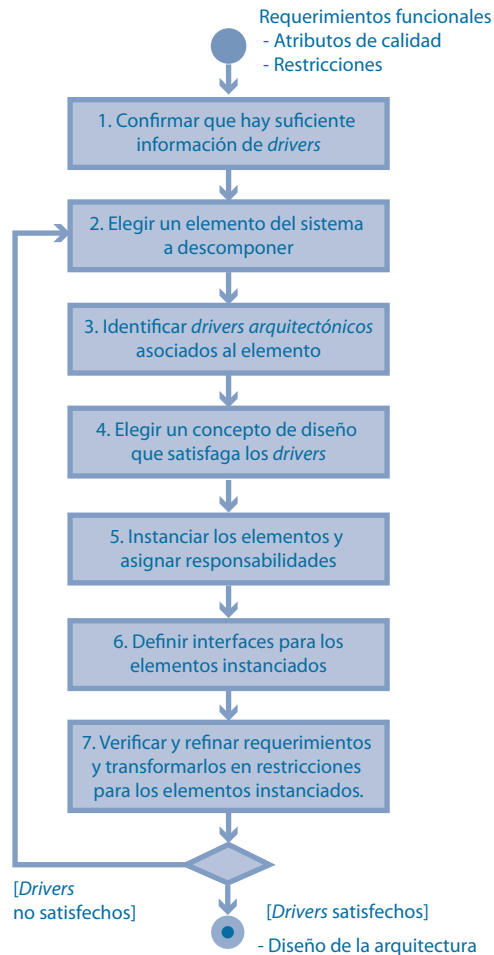 Requerimientos funcionales
- Atributos de calidad
- Restricciones
1. Confirmar que hay suficiente
información de drivers
2. Elegir un elemento del sistema
a descomponer
3. Identificar drivers arquitectónicos
asociados al elemento
4. Elegir un concepto de diseño
que satisfaga los drivers
5. Instanciar los elementos y
asignar responsabilidades
6. Definir interfaces para los
elementos instanciados
7. Verificar y refinar requerimientos
y transformarlos en restricciones
para los elementos instanciados.
[Drivers
no satisfechos]
[Drivers satisfechos]
- Diseño de la arquitectura